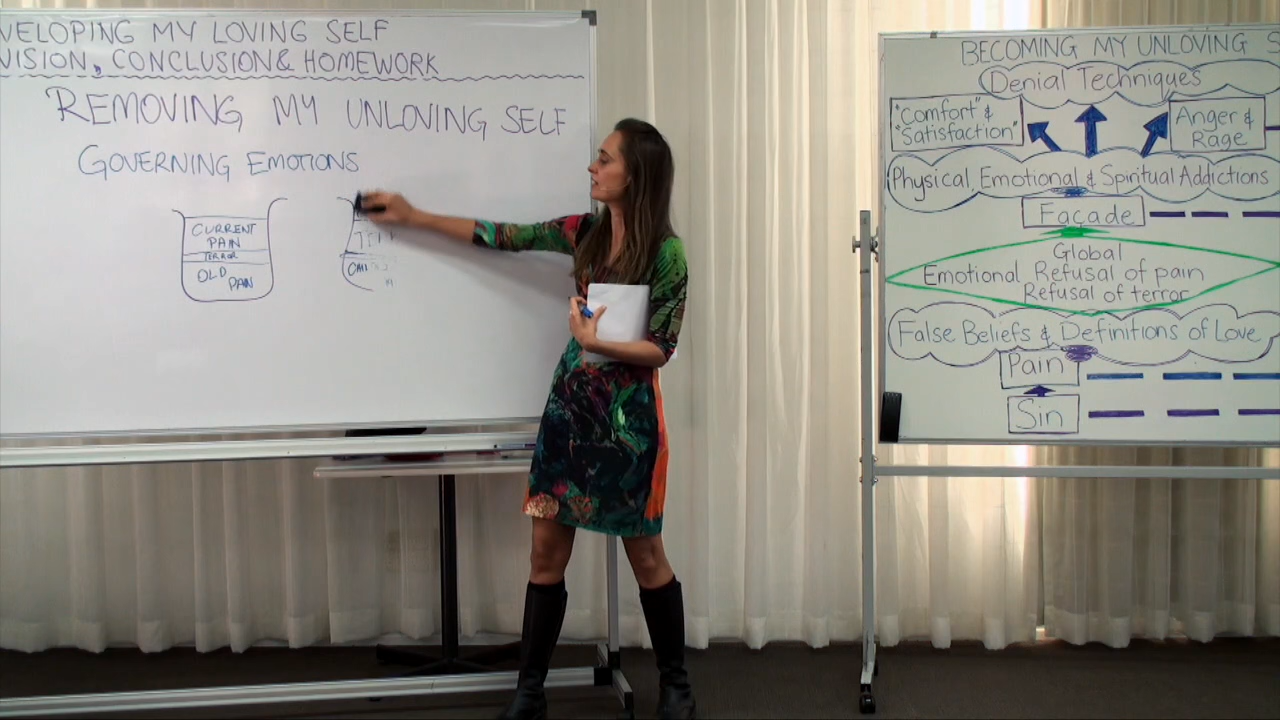 VELOPING MY LOVING SELF
VISION, CONCLUSION & HOMEWORK
REMOVING MY UNLOVING SELF
GOVERNING EMOTIONS
CURRENT
PAIN
TERROR
OLD PAIN
BECOMING MY UNLOVING S
Denial Techniques
"Comfort" &
"Satisfaction"
Anger &
Rage
Physical Emotional & Spiritual Addictions
Façade
Global
Emotional Refusal of pain
Refusal of terror
False Beliefs & Definitions of Love
Pain
Sin